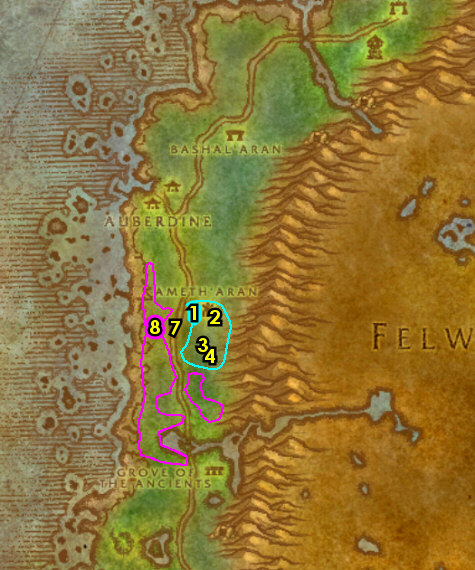 BASHAL'ARAN
AUBERDINE
AMETH'ARAN
1 2
8 7
3
4
FELW
GROVE OF
THE ANCIENTS